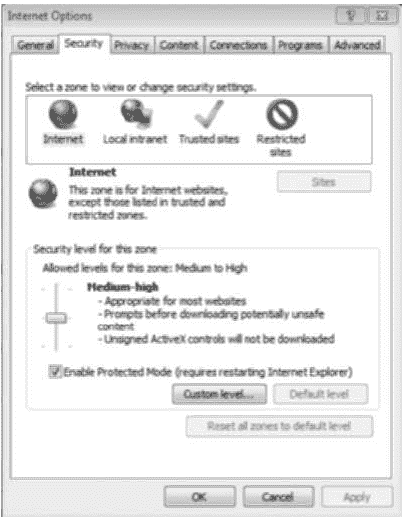 Internet Options
General Security Privacy Content Connections Programs Advanced
Select a zone to view or change security settings.
Internet Local intranet Trusted sites Restricted
sites
Internet
Sites
This zone is for Internet websites,
except those listed in trusted and
restricted zones.
Security level for this zone
Allowed levels for this zone: Medium to High
Medium-high
- Appropriate for most websites
- Prompts before downloading potentially unsafe
content
- Unsigned ActiveX controls will not be downloaded
Enable Protected Mode (requires restarting Internet Explorer)
Custom level... Default level
Reset all zones to default level
OK Cancel Apply